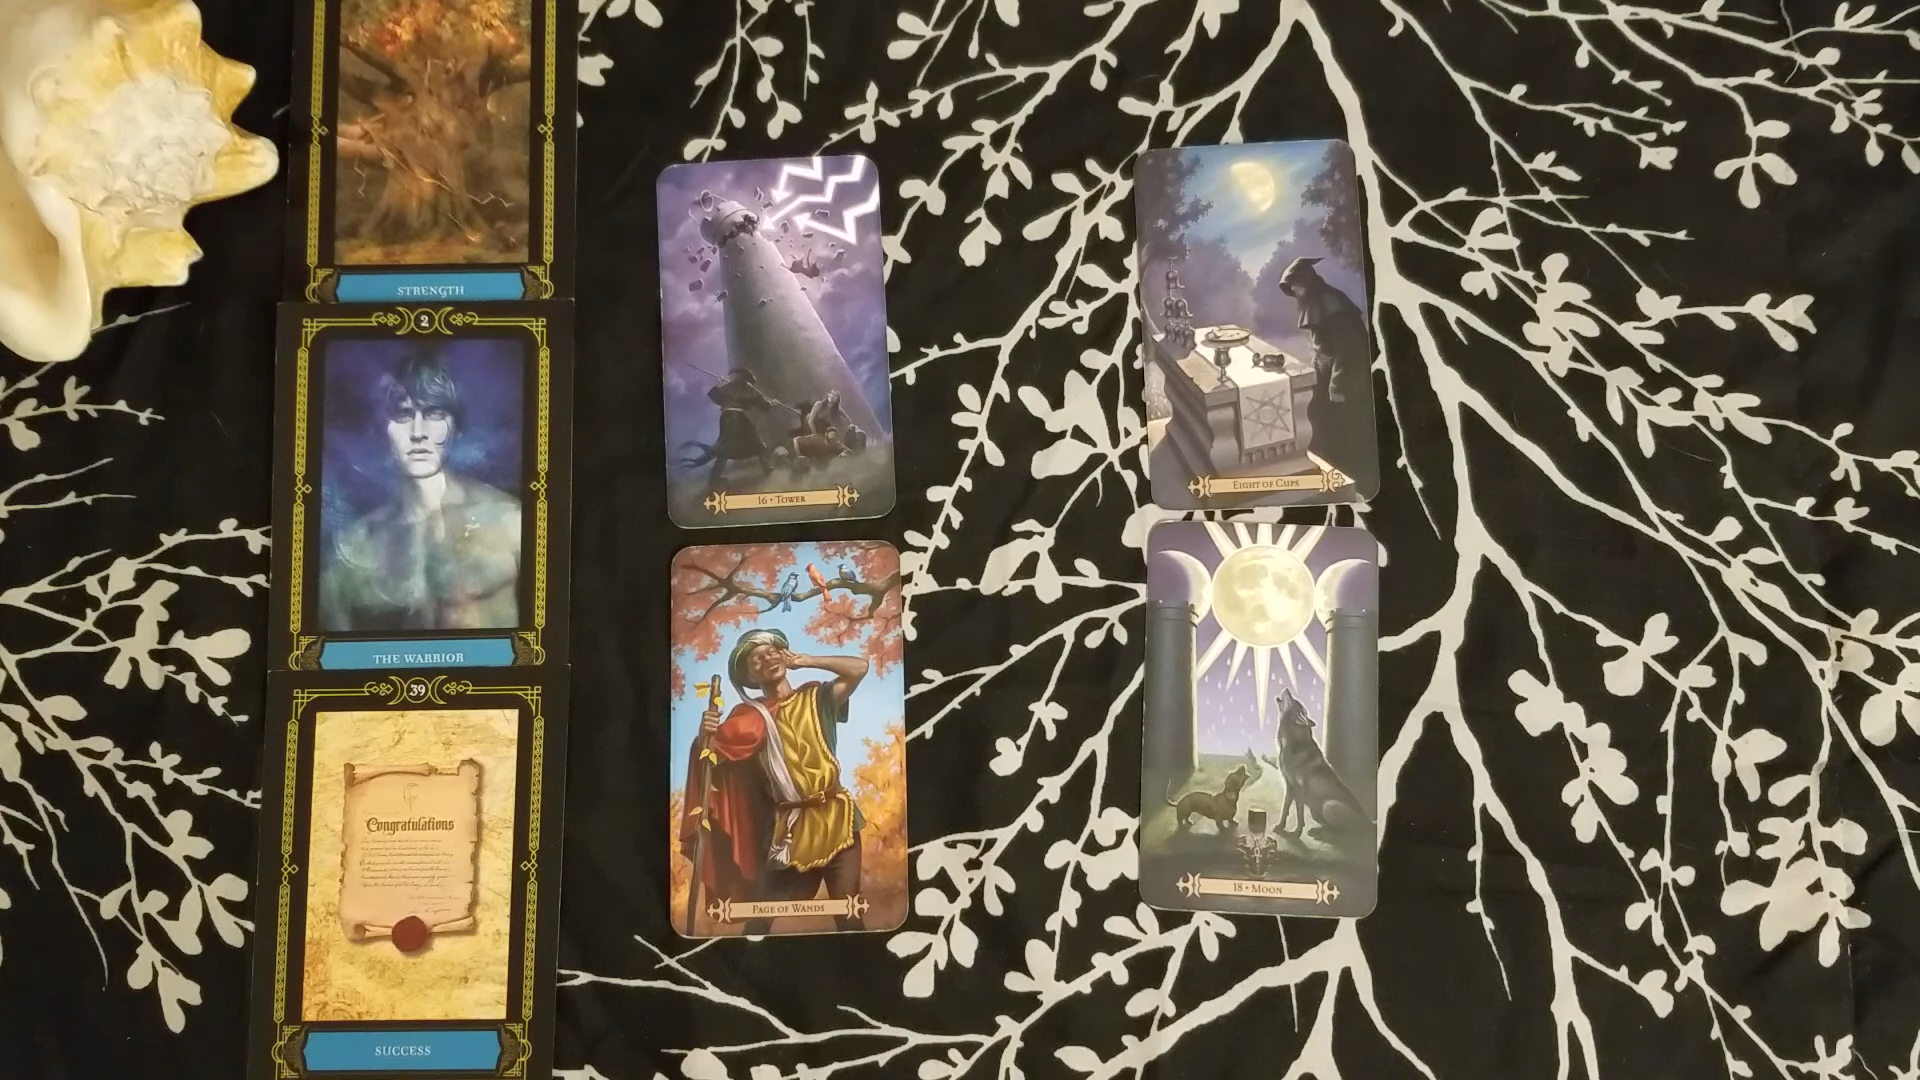 STRENGTH
2
THE WARRIOR
39
Congratulations
SUCCESS
16 • TOWER
PAGE OF WANDS
EIGHT OF CUPS
18 • MOON